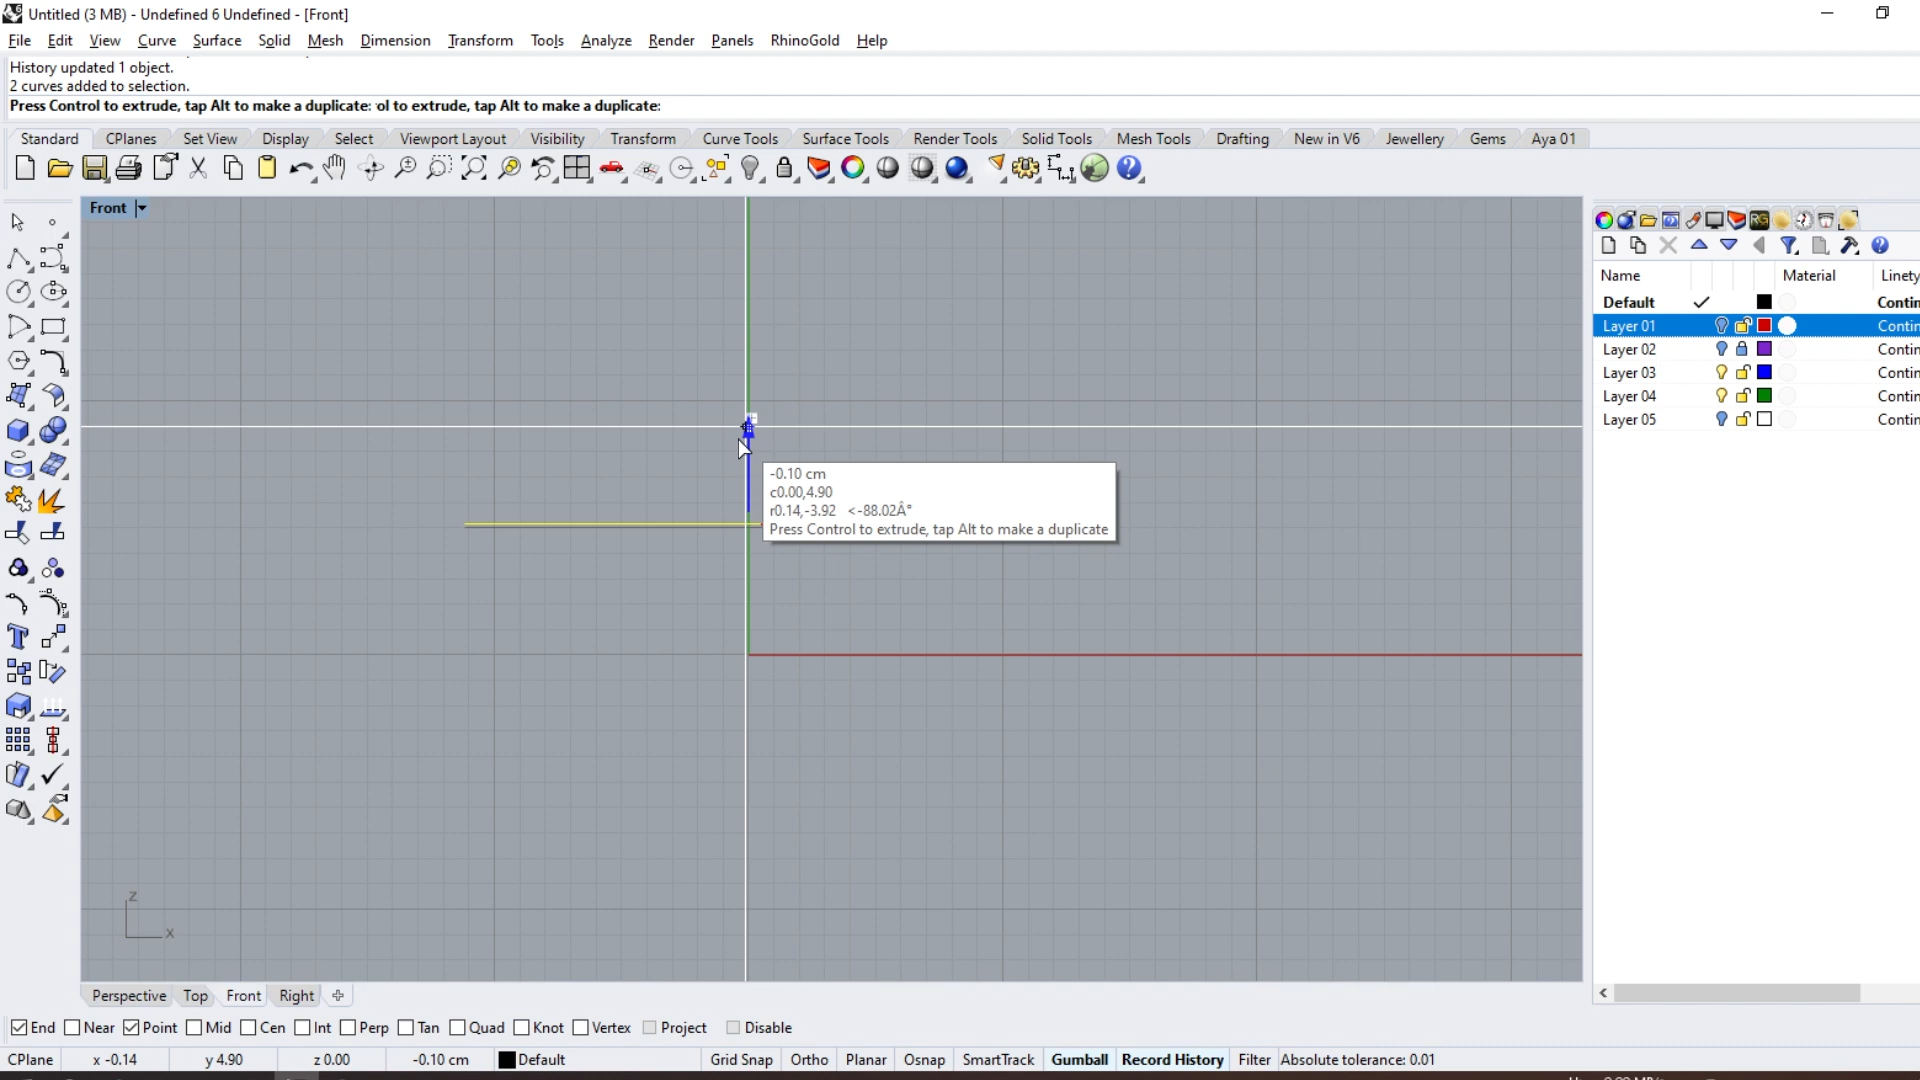 Untitled (3 MB) - Undefined 6 Undefined - [Front]
File Edit View Curve Surface Solid Mesh Dimension Transform Tools Analyze Render Panels RhinoGold Help
History updated 1 object.
2 curves added to selection.
Press Control to extrude, tap Alt to make a duplicate: ol to extrude, tap Alt to make a duplicate:
Standard CPlanes Set View Display Select Viewport Layout Visibility Transform Curve Tools Surface Tools Render Tools Solid Tools Mesh Tools Drafting New in V6 Jewellery Gems Aya 01
Front
RG
Name Material Linety
Default Contin
Layer 01 Contin
Layer 02 Contin
Layer 03 Contin
Layer 04 Contin
Layer 05 Contin
-0.10 cm
c0.00,4.90
r0.14,-3.92 <-88.02Â°
Press Control to extrude, tap Alt to make a duplicate
z
x
Perspective Top Front Right
End Near Point Mid Cen Int Perp Tan Quad Knot Vertex Project Disable
CPlane x -0.14 y 4.90 z 0.00 -0.10 cm Default Grid Snap Ortho Planar Osnap SmartTrack Gumball Record History Filter Absolute tolerance: 0.01